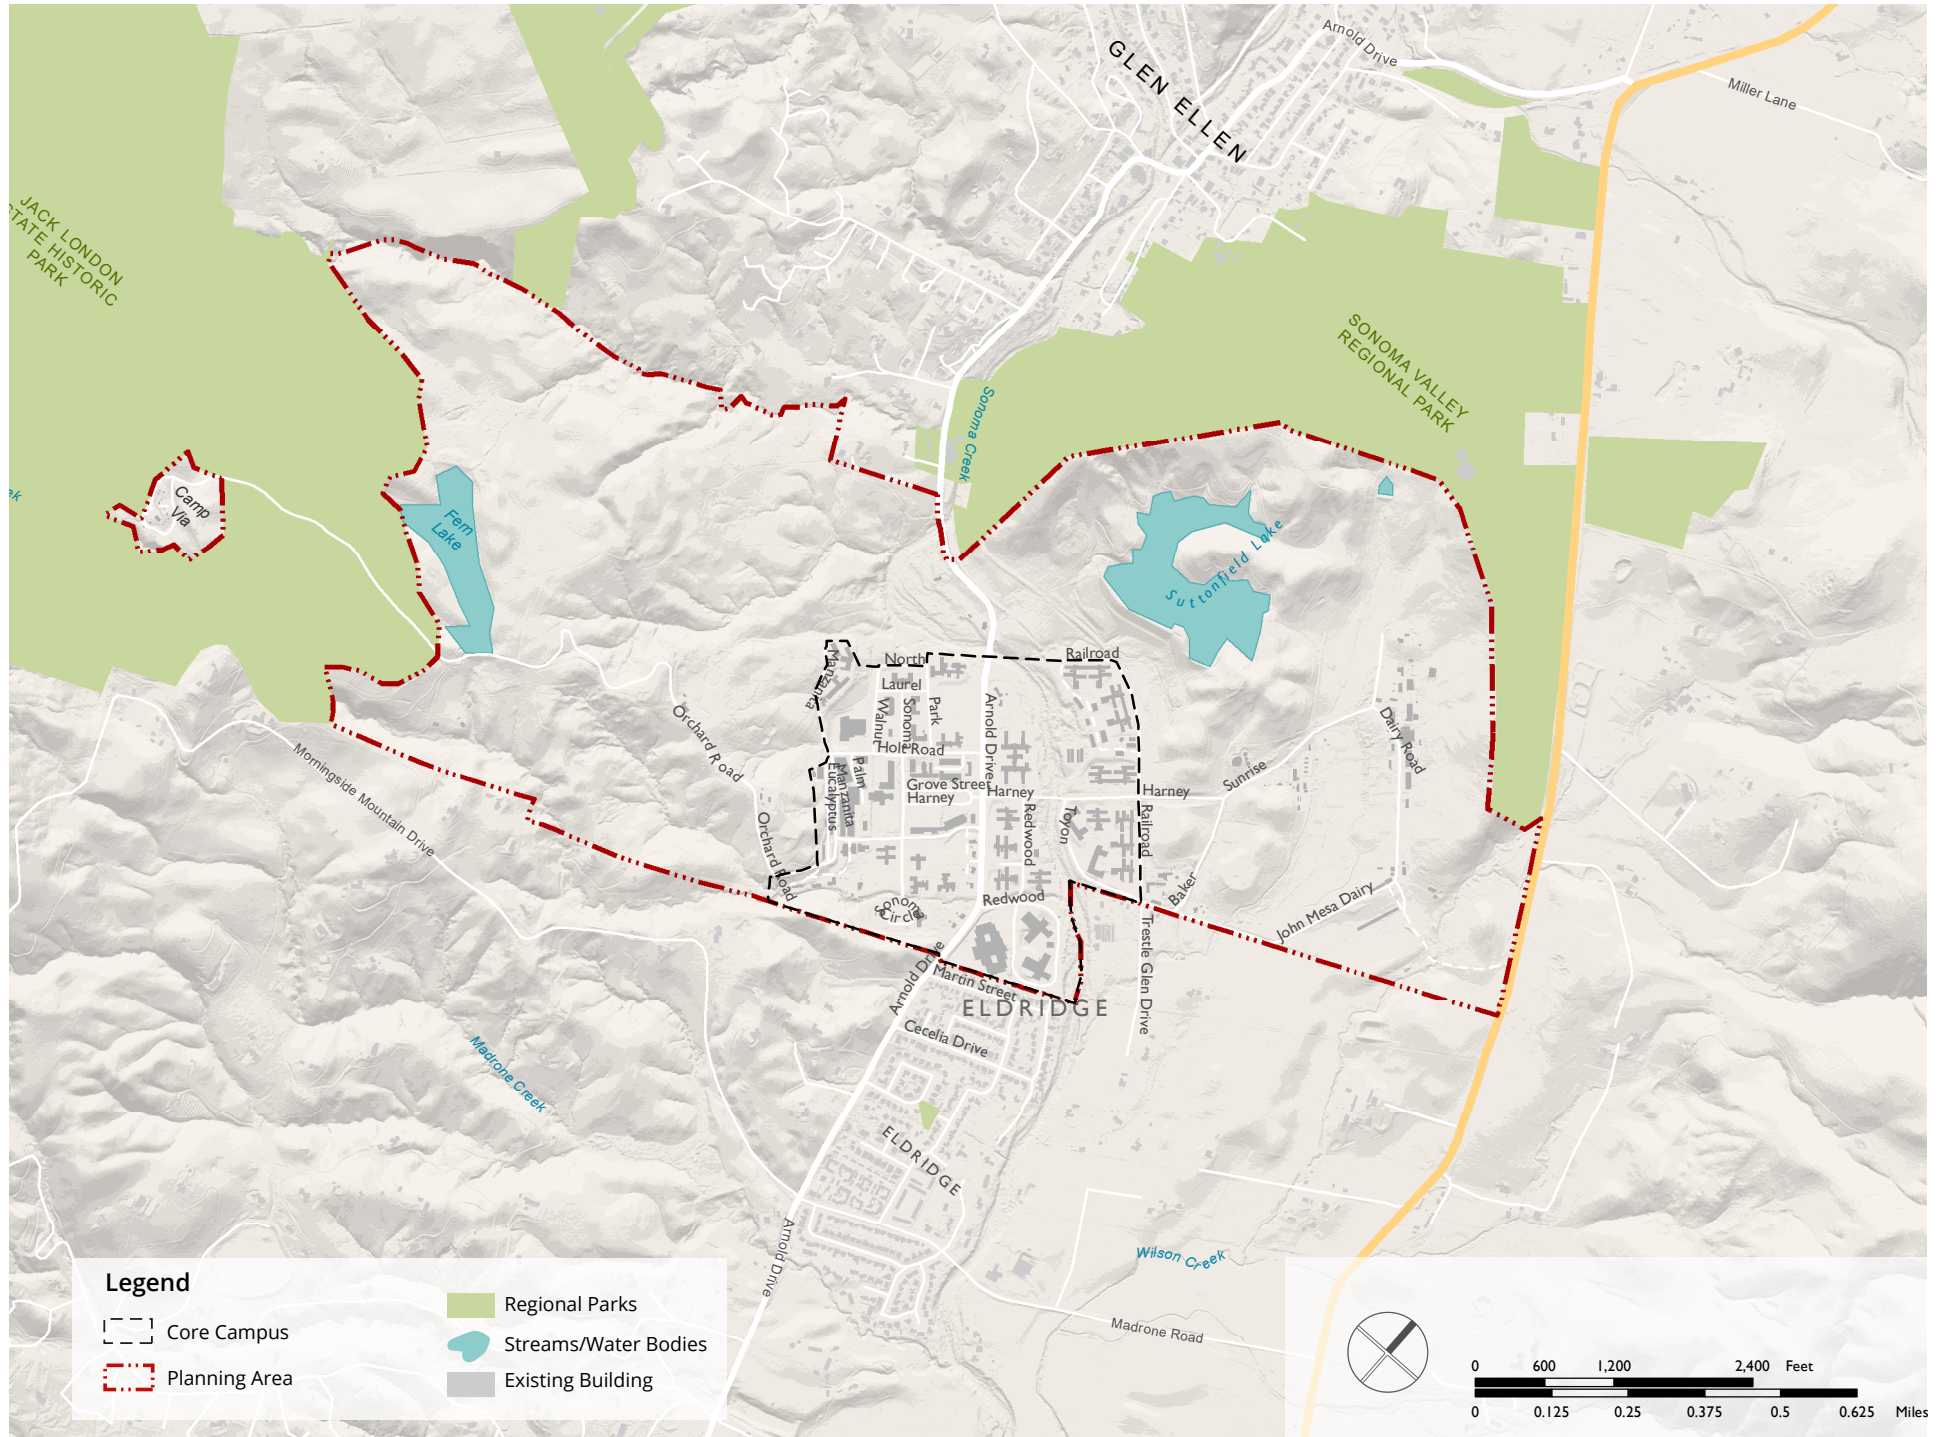 Arnold Drive
GLEN ELLEN
Miller Lane
JACK LONDON
STATE HISTORIC
PARK
SONOMA VALLEY
REGIONAL PARK
Sonoma Creek
Camp
Via
Fern
Lake
Suttonfield Lake
Manzanita
North
Railroad
Laurel
Walnut
Sonoma
Park
Arnold Drive
Orchard Road
Holt Road
Dairy Road
Morningside Mountain Drive
Eucalyptus
Manzanita
Palm
Grove Street
Harney
Harney
Harney
Sunrise
Orchard Road
Redwood
Toyon
Railroad
Baker
Redwood
Sonoma
Circle
John Mesa Dairy
Arnold Drive
Martin Street
Trestle Glen Drive
ELDRIDGE
Cecelia Drive
Madrone Creek
ELDRIDGE
Arnold Drive
Wilson Creek
Madrone Road
Legend
Core Campus
Planning Area
Regional Parks
Streams/Water Bodies
Existing Building
0 600 1,200 2,400 Feet
0 0.125 0.25 0.375 0.5 0.625 Miles